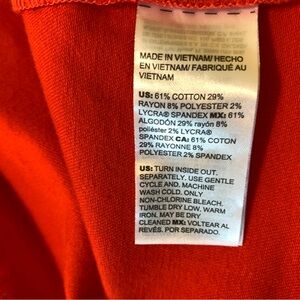 MADE IN VIETNAM/ HECHO
EN VIETNAM/ FABRIQUÉ AU
VIETNAM
US: 61% COTTON 29%
RAYON 8% POLYESTER 2%
LYCRA® SPANDEX MX: 61%
ALGODÓN 29% rayón 8%
poliéster 2% LYCRA®
SPANDEX CA: 61% COTON
29% RAYONNE 8%
POLYESTER 2% SPANDEX
US: TURN INSIDE OUT.
SEPARATELY. USE GENTLE
CYCLE AND, MACHINE
WASH COLD. ONLY
NON-CHLORINE BLEACH.
TUMBLE DRY LOW. WARM
IRON. MAY BE DRY
CLEANED MX: VOLTEAR AL
REVÉS. POR SEPARADO.